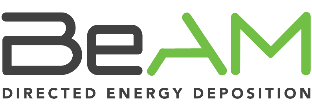 BeAM
DIRECTED ENERGY DEPOSITION